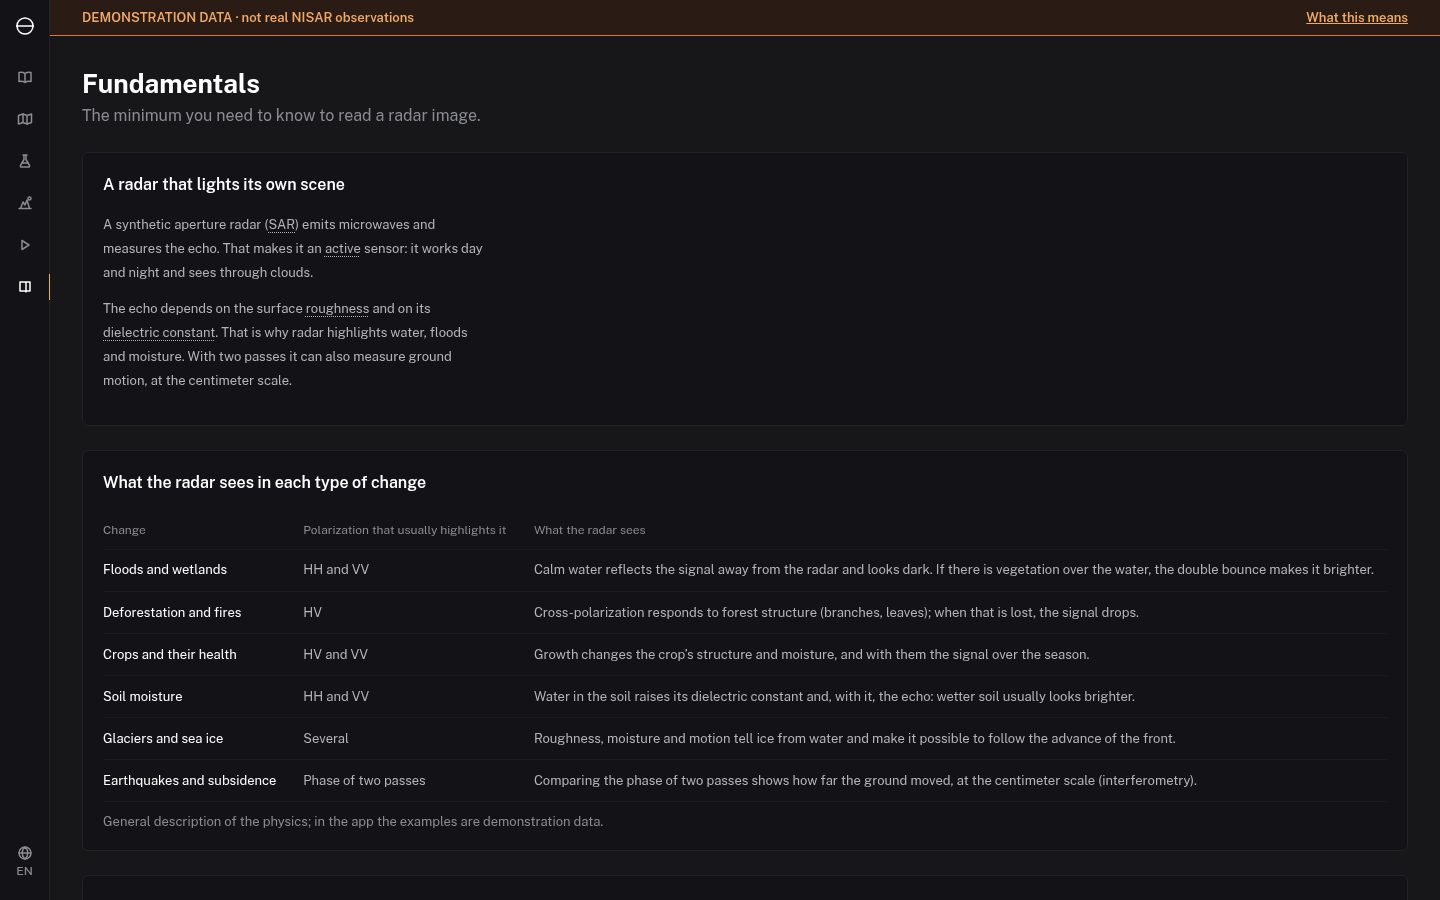 DEMONSTRATION DATA · not real NISAR observations
What this means
Fundamentals
The minimum you need to know to read a radar image.
A radar that lights its own scene
A synthetic aperture radar (SAR) emits microwaves and
measures the echo. That makes it an active sensor: it works day
and night and sees through clouds.
The echo depends on the surface roughness and on its
dielectric constant. That is why radar highlights water, floods
and moisture. With two passes it can also measure ground
motion, at the centimeter scale.
What the radar sees in each type of change
Change Polarization that usually highlights it What the radar sees
Floods and wetlands HH and VV Calm water reflects the signal away from the radar and looks dark. If there is vegetation over the water, the double bounce makes it brighter.
Deforestation and fires HV Cross-polarization responds to forest structure (branches, leaves); when that is lost, the signal drops.
Crops and their health HV and VV Growth changes the crop's structure and moisture, and with them the signal over the season.
Soil moisture HH and VV Water in the soil raises its dielectric constant and, with it, the echo: wetter soil usually looks brighter.
Glaciers and sea ice Several Roughness, moisture and motion tell ice from water and make it possible to follow the advance of the front.
Earthquakes and subsidence Phase of two passes Comparing the phase of two passes shows how far the ground moved, at the centimeter scale (interferometry).
General description of the physics; in the app the examples are demonstration data.
EN